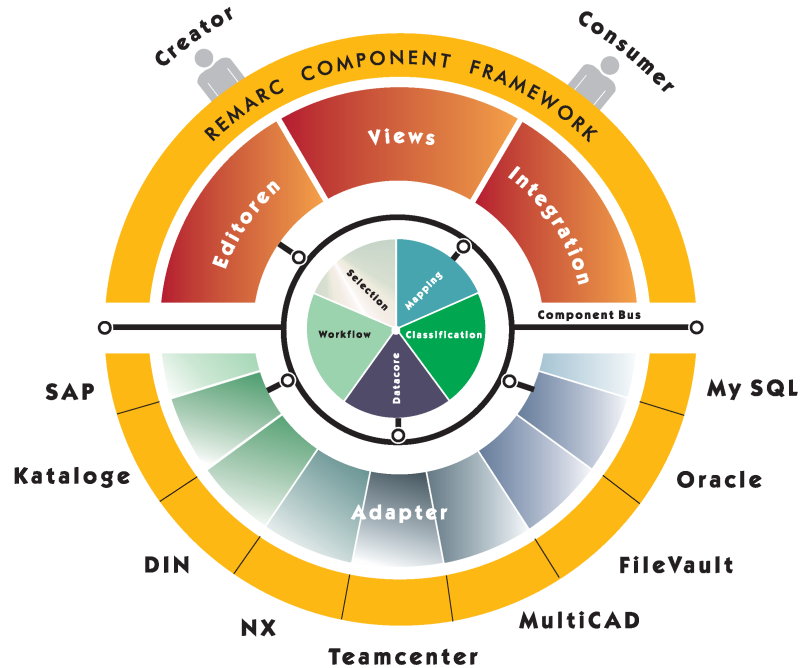 Creator
Consumer
REMARC COMPONENT FRAMEWORK
Views
Editoren
Integration
Selection
Mapping
Workflow
Classification
Datacore
Component Bus
SAP
My SQL
Kataloge
Oracle
Adapter
DIN
FileVault
NX
MultiCAD
Teamcenter